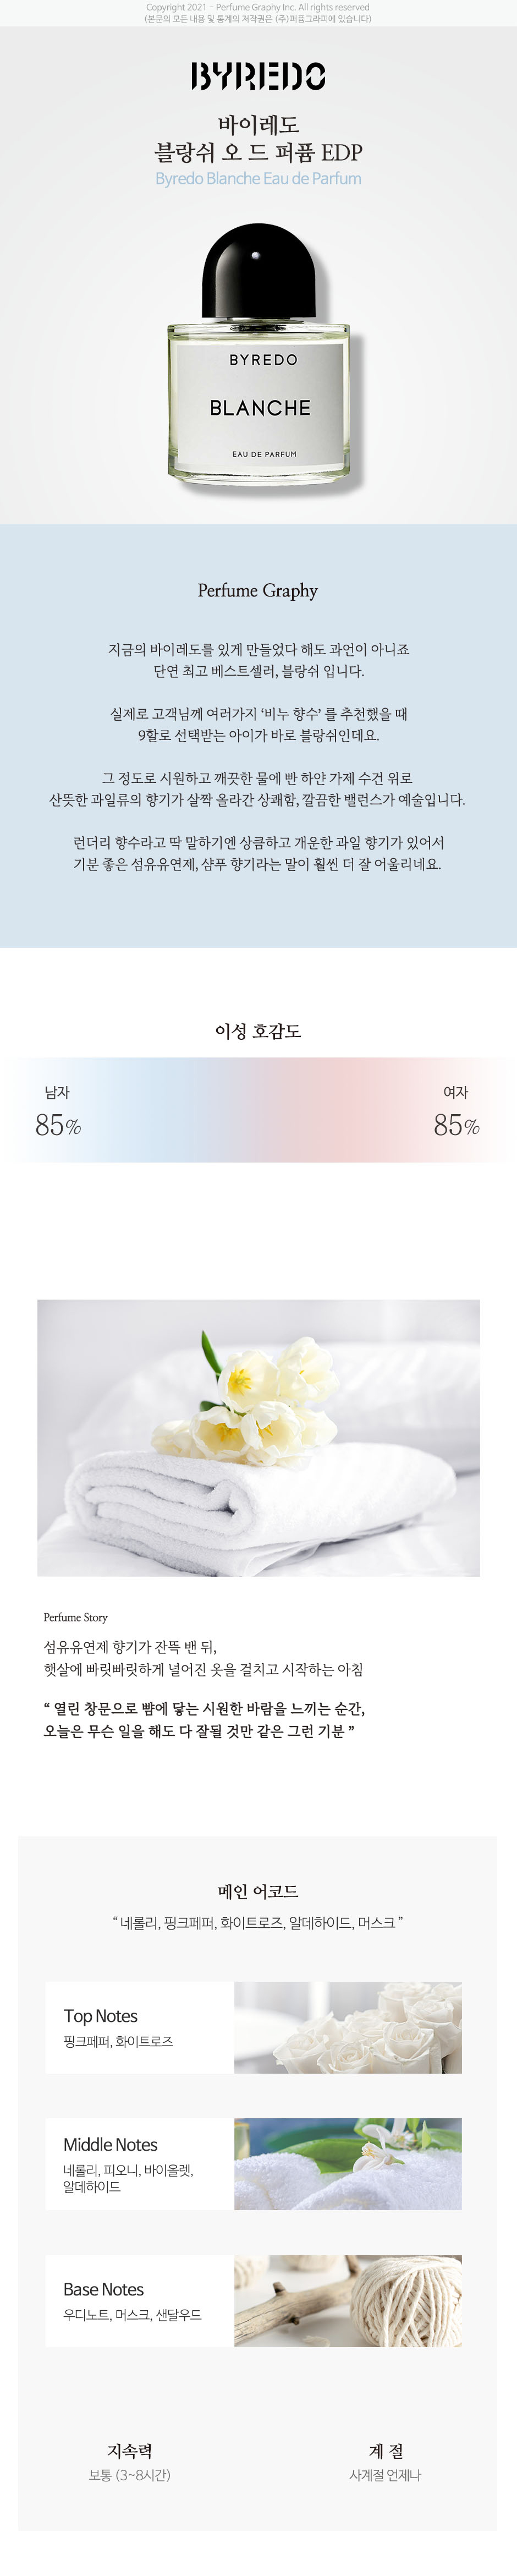 Copyright 2021 - Perfume Graphy Inc. All rights reserved
(본문의 모든 내용 및 통계의 저작권은 (주)퍼퓸그라피에 있습니다)
BYREDO
바이레도
블랑쉬 오 드 퍼퓸 EDP
Byredo Blanche Eau de Parfum
BYREDO
BLANCHE
EAU DE PARFUM
Perfume Graphy
지금의 바이레도를 있게 만들었다 해도 과언이 아니죠
단연 최고 베스트셀러, 블랑쉬 입니다.
실제로 고객님께 여러가지 ‘비누 향수’ 를 추천했을 때
9할로 선택받는 아이가 바로 블랑쉬인데요.
그 정도로 시원하고 깨끗한 물에 빤 하얀 가제 수건 위로
산뜻한 과일류의 향기가 살짝 올라간 상쾌함, 깔끔한 밸런스가 예술입니다.
런더리 향수라고 딱 말하기엔 상큼하고 개운한 과일 향기가 있어서
기분 좋은 섬유유연제, 샴푸 향기라는 말이 훨씬 더 잘 어울리네요.
이성 호감도
남자
여자
85%
85%
Perfume Story
섬유유연제 향기가 잔뜩 밴 뒤,
햇살에 빠릿빠릿하게 널어진 옷을 걸치고 시작하는 아침
“ 열린 창문으로 뺨에 닿는 시원한 바람을 느끼는 순간,
오늘은 무슨 일을 해도 다 잘될 것만 같은 그런 기분 ”
메인 어코드
“ 네롤리, 핑크페퍼, 화이트로즈, 알데하이드, 머스크 ”
Top Notes
핑크페퍼, 화이트로즈
Middle Notes
네롤리, 피오니, 바이올렛,
알데하이드
Base Notes
우디노트, 머스크, 샌달우드
지속력
보통 (3~8시간)
계 절
사계절 언제나